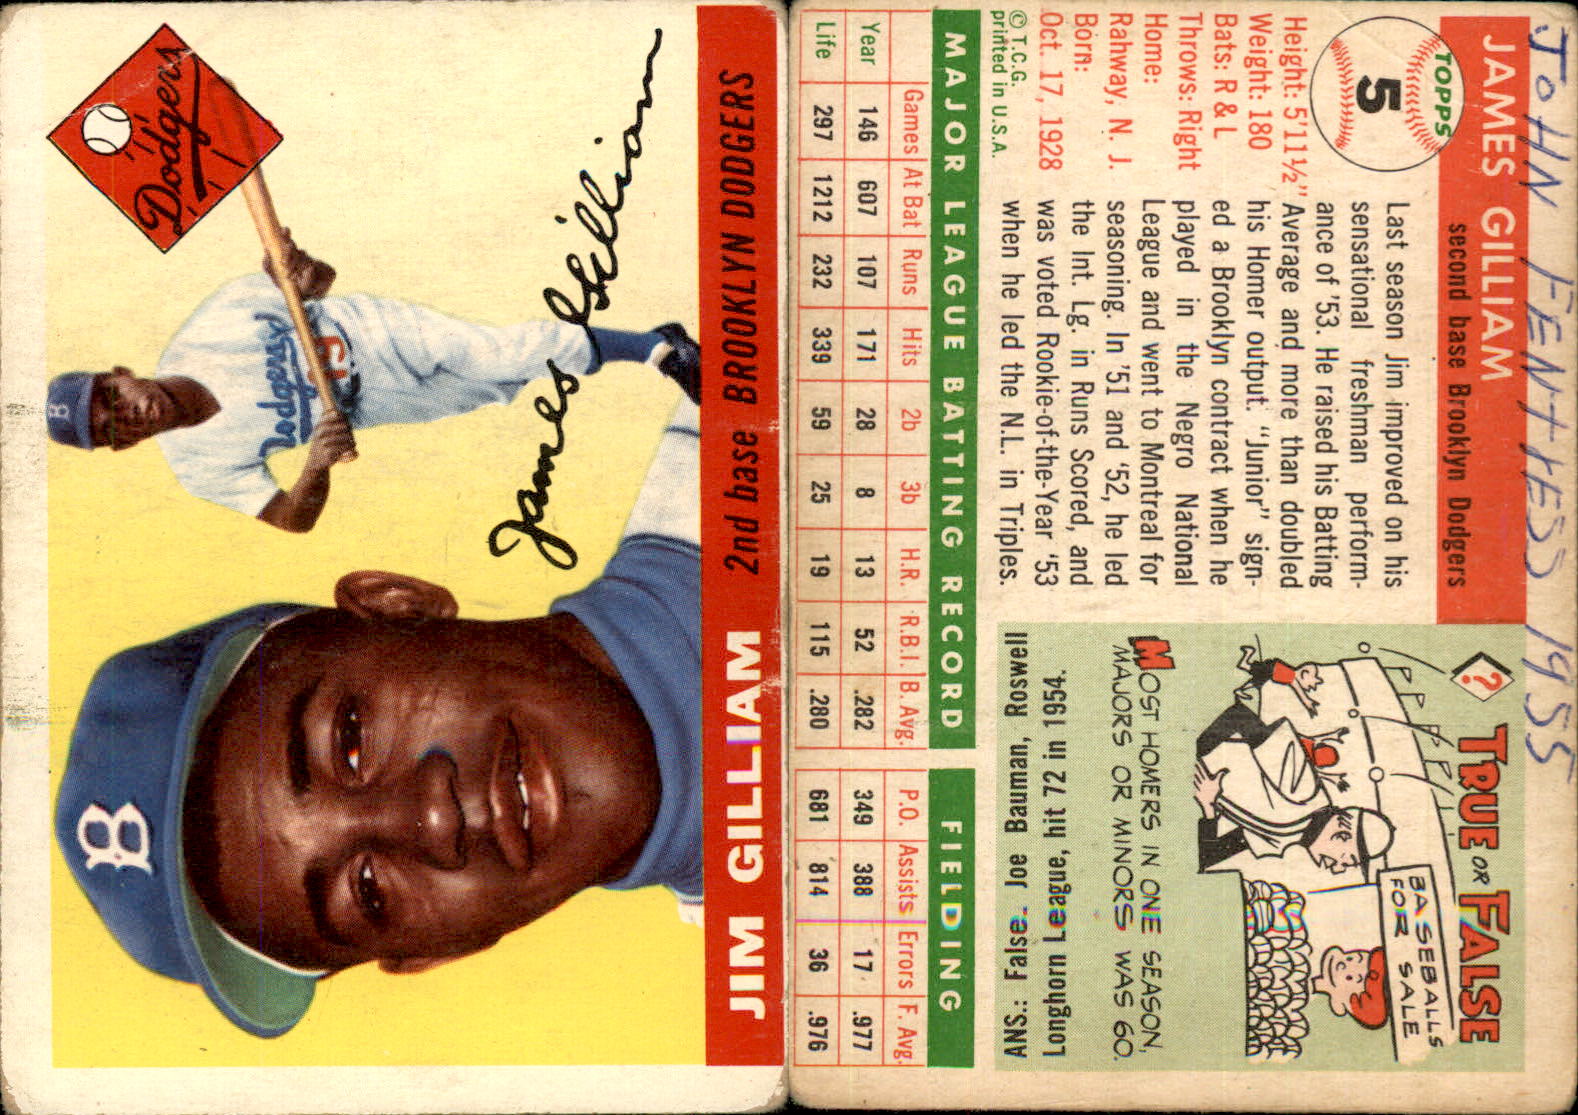 Dodgers
Dodgers
B
19
B
James Gilliam
JIM GILLIAM
2nd base BROOKLYN DODGERS
JOHN FENTRESS 1955
TOPPS
5
JAMES GILLIAM
second base Brooklyn Dodgers
Height: 5'11½"
Weight: 180
Bats: R & L
Throws: Right
Home:
Rahway, N. J.
Born:
Oct. 17, 1928
© T.C.G.
printed in U.S.A.
Last season Jim improved on his
sensational freshman perform-
ance of '53. He raised his Batting
Average and more than doubled
his Homer output. "Junior" sign-
ed a Brooklyn contract when he
played in the Negro National
League and went to Montreal for
seasoning. In '51 and '52, he led
the Int. Lg. in Runs Scored, and
was voted Rookie-of-the-Year '53
when he led the N.L. in Triples.
? TRUE OR FALSE
BASEBALLS
FOR SALE
MOST HOMERS IN ONE SEASON,
MAJORS OR MINORS WAS 60.
ANS.: False. Joe Bauman, Roswell
Longhorn League, hit 72 in 1954.
MAJOR LEAGUE BATTING RECORD FIELDING
Games At Bat Runs Hits 2b 3b H.R. R.B.I. B. Avg. P.O. Assists Errors F. Avg.
Year 146 607 107 171 28 8 13 52 .282 349 388 17 .977
Life 297 1212 232 339 59 25 19 115 .280 681 814 36 .976